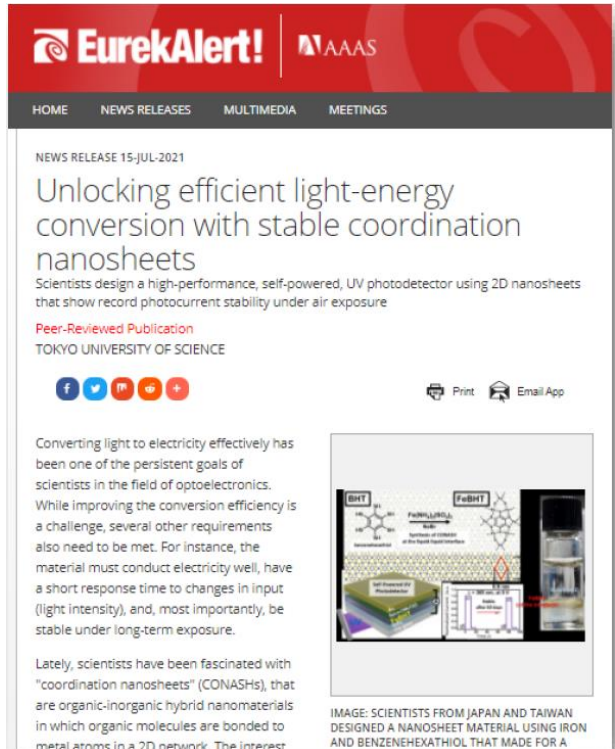 EurekAlert!
AAAS
HOME NEWS RELEASES MULTIMEDIA MEETINGS
NEWS RELEASE 15-JUL-2021
Unlocking efficient light-energy
conversion with stable coordination
nanosheets
Scientists design a high-performance, self-powered, UV photodetector using 2D nanosheets
that show record photocurrent stability under air exposure
Peer-Reviewed Publication
TOKYO UNIVERSITY OF SCIENCE
Print Email App
Converting light to electricity effectively has
been one of the persistent goals of
scientists in the field of optoelectronics.
While improving the conversion efficiency is
a challenge, several other requirements
also need to be met. For instance, the
material must conduct electricity well, have
a short response time to changes in input
(light intensity), and, most importantly, be
stable under long-term exposure.
Lately, scientists have been fascinated with
"coordination nanosheets" (CONASHs), that
are organic-inorganic hybrid nanomaterials
in which organic molecules are bonded to
metal atoms in a 2D network. The interest
BHT
FeBHT
Self-Powered UV
Photodetector
IMAGE: SCIENTISTS FROM JAPAN AND TAIWAN
DESIGNED A NANOSHEET MATERIAL USING IRON
AND BENZENEHEXATHIOL THAT MADE FOR A